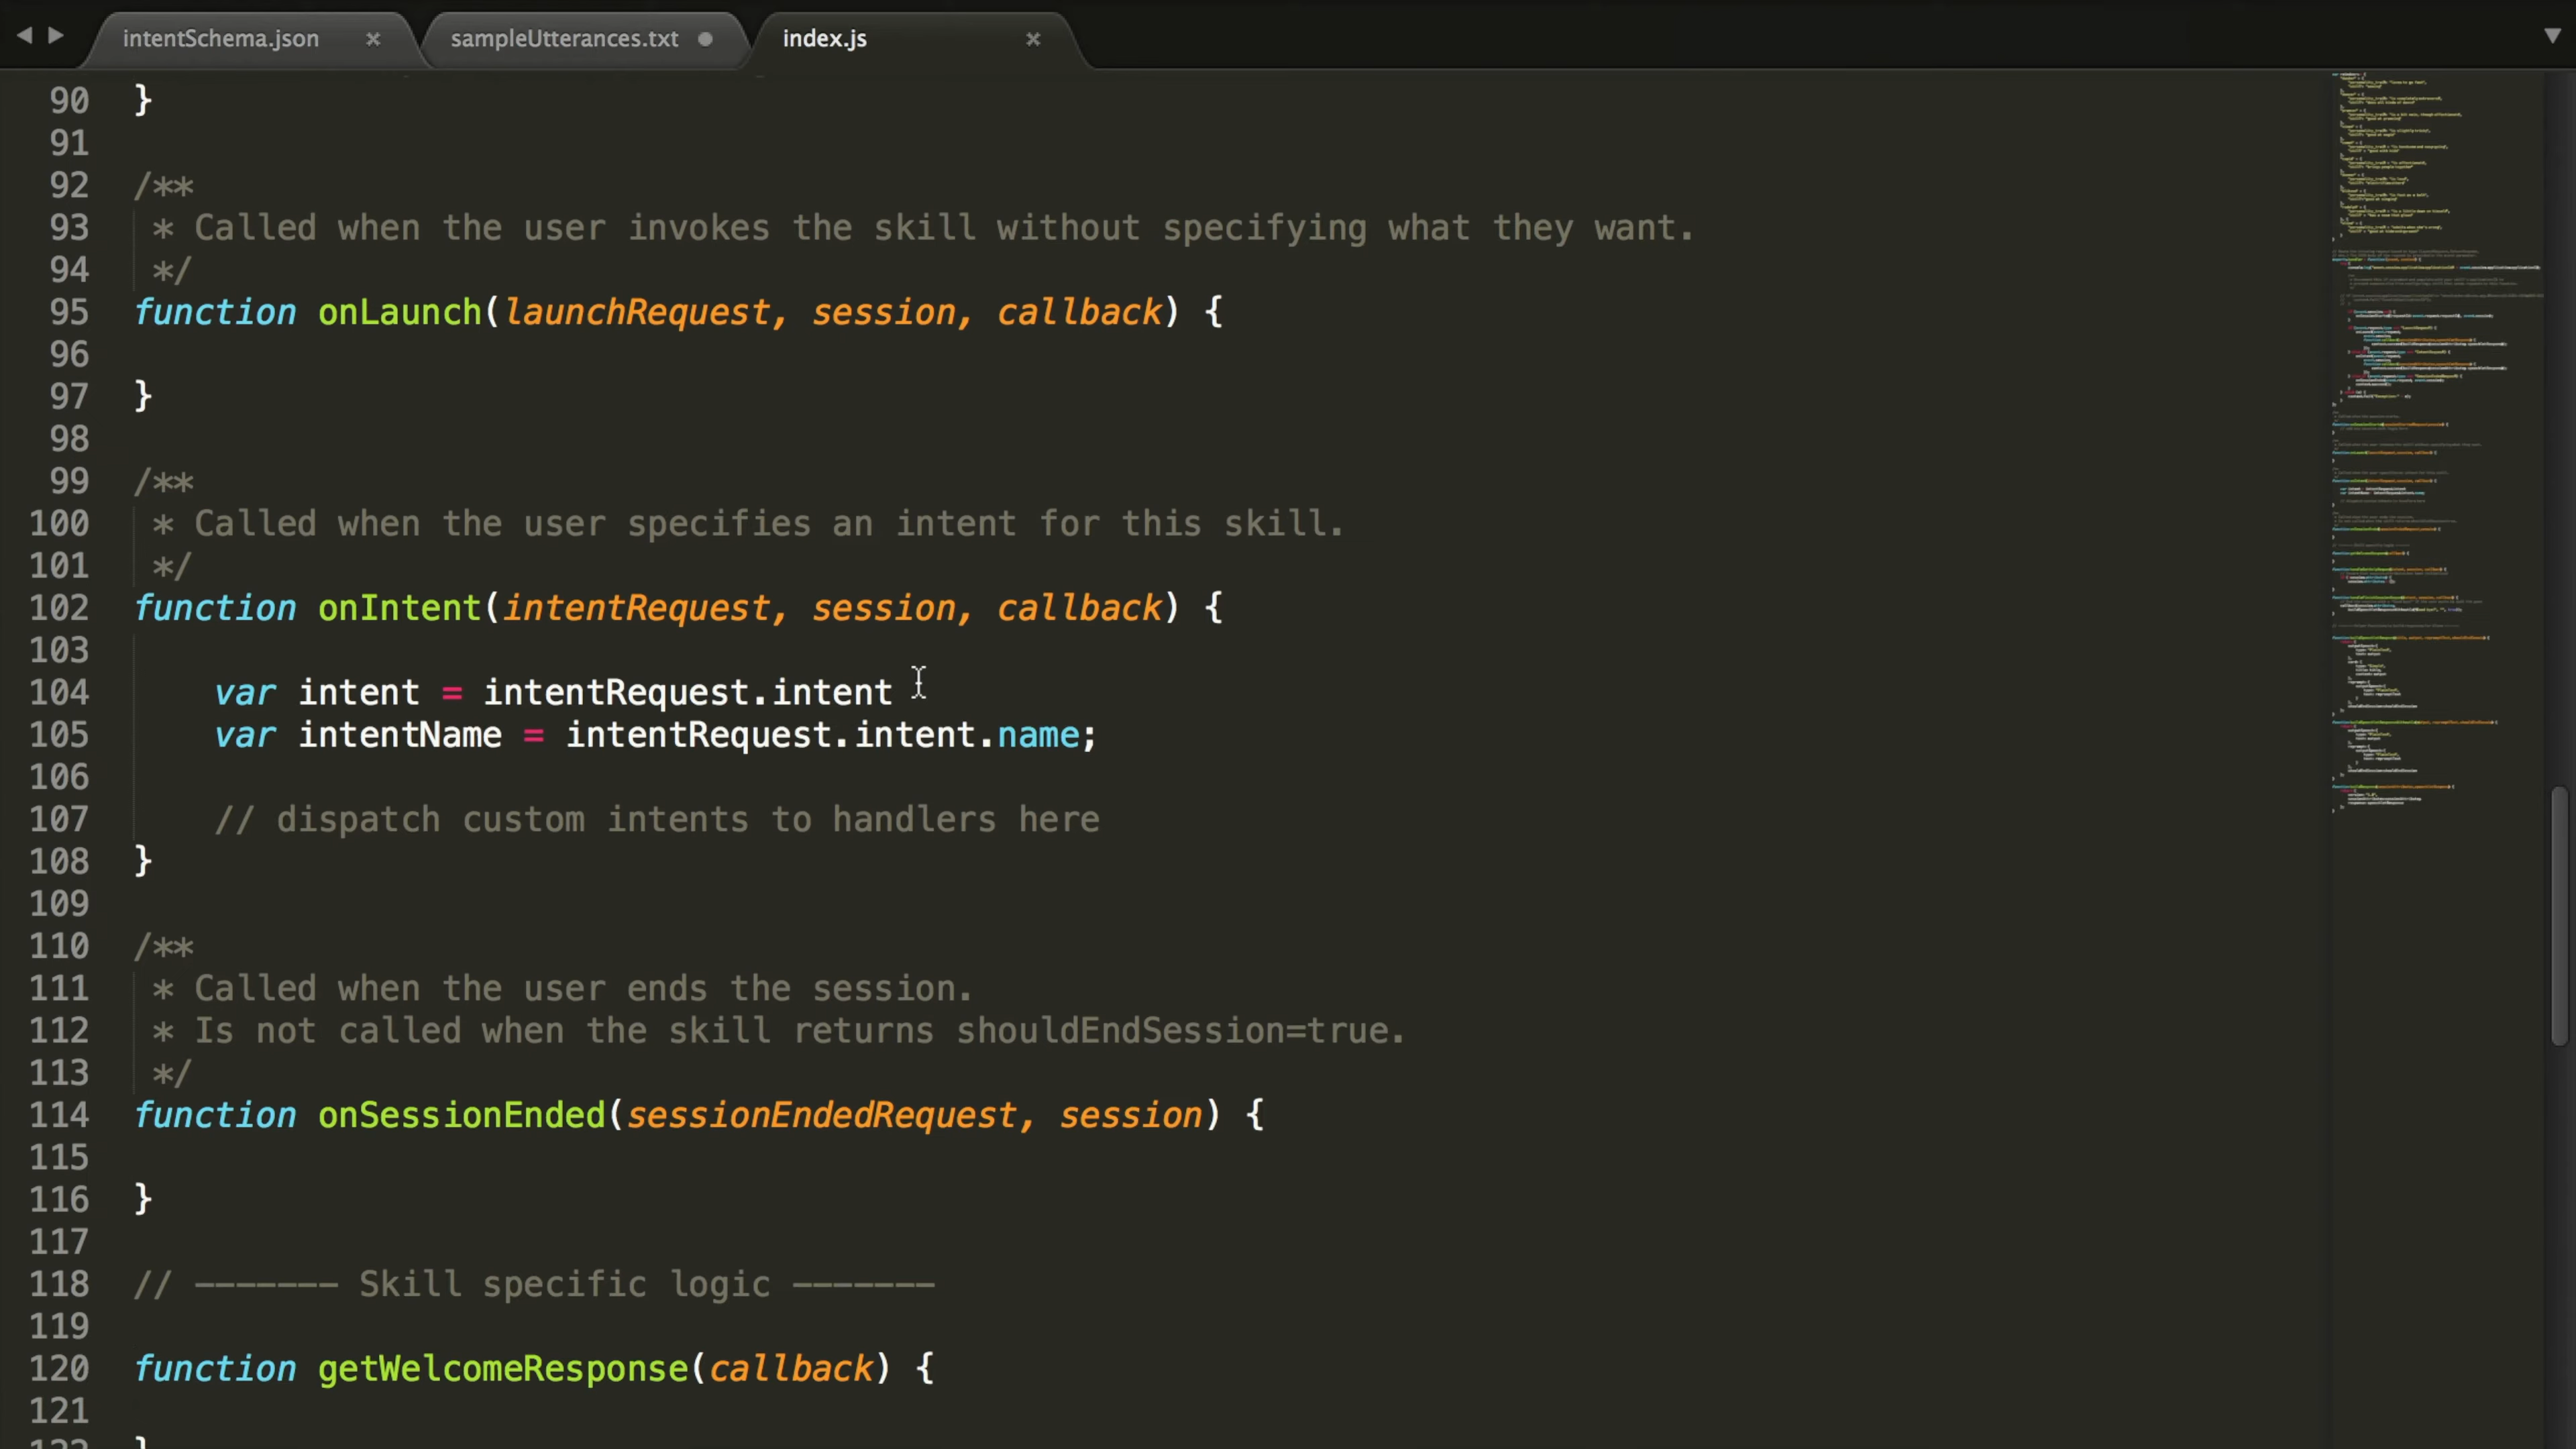 intentSchema.json × sampleUtterances.txt index.js ×
90 }
91
92 /**
93 * Called when the user invokes the skill without specifying what they want.
94 */
95 function onLaunch(launchRequest, session, callback) {
96
97 }
98
99 /**
100 * Called when the user specifies an intent for this skill.
101 */
102 function onIntent(intentRequest, session, callback) {
103
104 var intent = intentRequest.intent
105 var intentName = intentRequest.intent.name;
106
107 // dispatch custom intents to handlers here
108 }
109
110 /**
111 * Called when the user ends the session.
112 * Is not called when the skill returns shouldEndSession=true.
113 */
114 function onSessionEnded(sessionEndedRequest, session) {
115
116 }
117
118 // ------- Skill specific logic -------
119
120 function getWelcomeResponse(callback) {
121